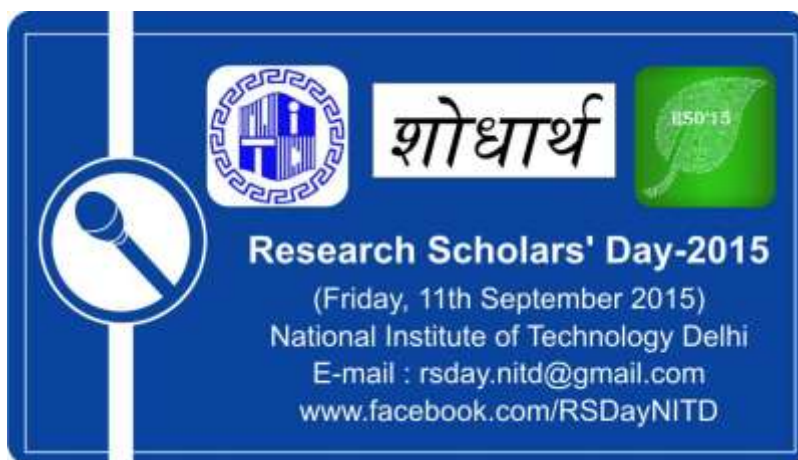 शोधार्थ
RSD'15
Research Scholars' Day-2015
(Friday, 11th September 2015)
National Institute of Technology Delhi
E-mail : rsday.nitd@gmail.com
www.facebook.com/RSDayNITD